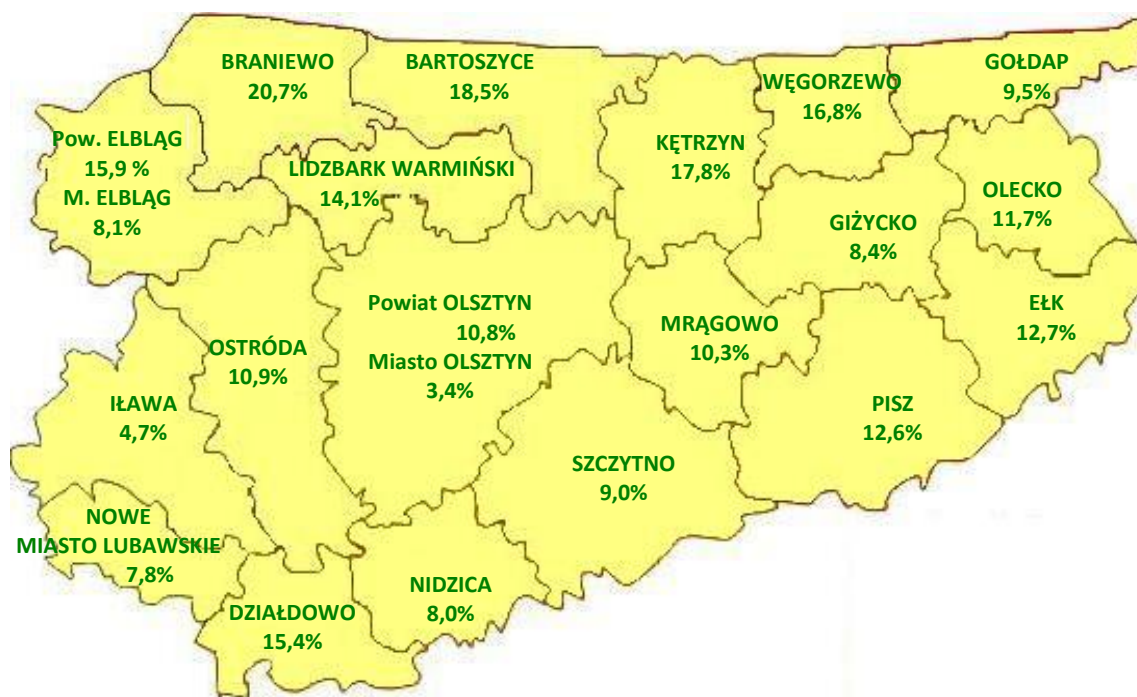 BRANIEWO
20,7%
BARTOSZYCE
18,5%
WĘGORZEWO
16,8%
GOŁDAP
9,5%
Pow. ELBLĄG
15,9 %
M. ELBLĄG
8,1%
LIDZBARK WARMIŃSKI
14,1%
KĘTRZYN
17,8%
GIŻYCKO
8,4%
OLECKO
11,7%
Powiat OLSZTYN
10,8%
Miasto OLSZTYN
3,4%
OSTRÓDA
10,9%
MRĄGOWO
10,3%
EŁK
12,7%
IŁAWA
4,7%
PISZ
12,6%
SZCZYTNO
9,0%
NOWE
MIASTO LUBAWSKIE
7,8%
DZIAŁDOWO
15,4%
NIDZICA
8,0%